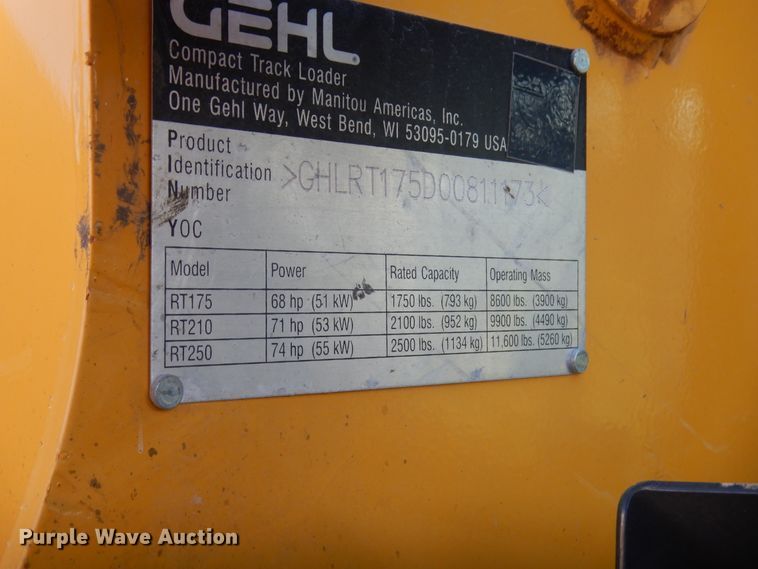 GEHL
Compact Track Loader
Manufactured by Manitou Americas, Inc.
One Gehl Way, West Bend, WI 53095-0179 USA
Product
Identification >GHLRT175D00811173<
Number
YOC
Model Power Rated Capacity Operating Mass
RT175 68 hp (51 kW) 1750 lbs. (793 kg) 8600 lbs. (3900 kg)
RT210 71 hp (53 kW) 2100 lbs. (952 kg) 9900 lbs. (4490 kg)
RT250 74 hp (55 kW) 2500 lbs. (1134 kg) 11,600 lbs. (5260 kg)
Purple Wave Auction